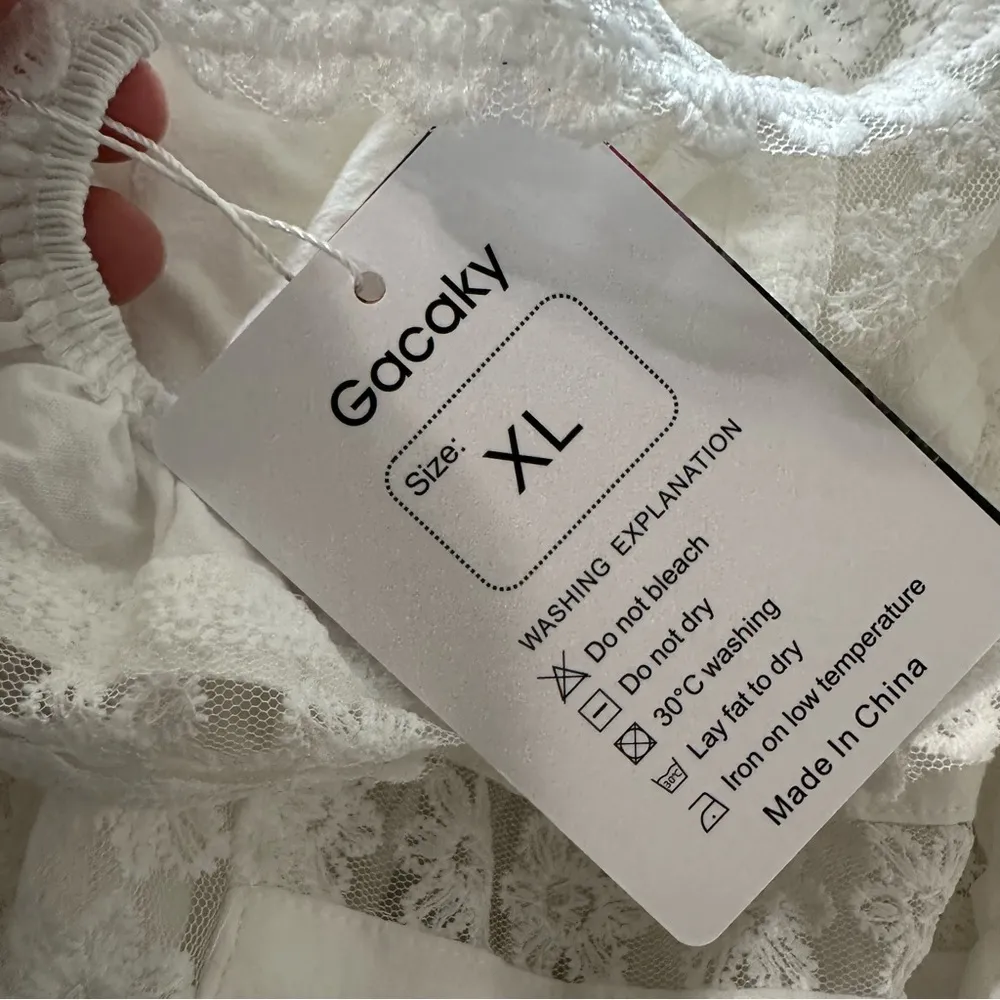 Gacaky
Size:
XL
WASHING EXPLANATION
Do not bleach
Do not dry
30°C washing
Lay fat to dry
30℃
Iron on low temperature
Made In China